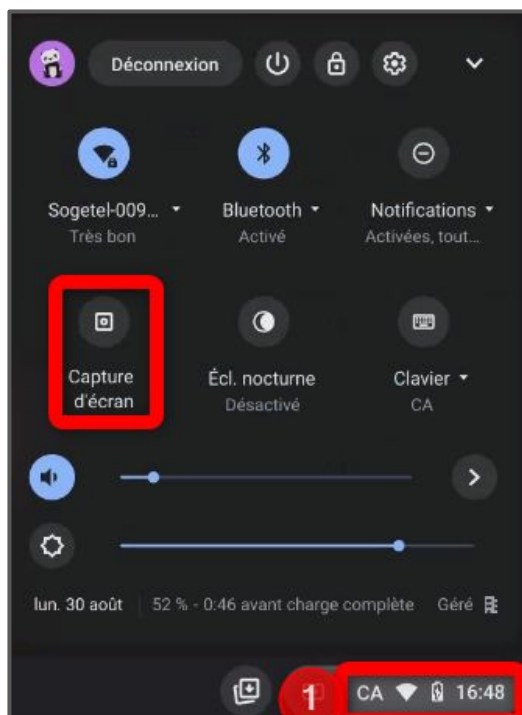 Déconnexion
Sogetel-009... Bluetooth Notifications
Très bon Activé Activées, tout...
Capture d'écran Écl. nocturne Clavier
Désactivé CA
lun. 30 août 52 % - 0:46 avant charge complète Géré
1 CA 16:48